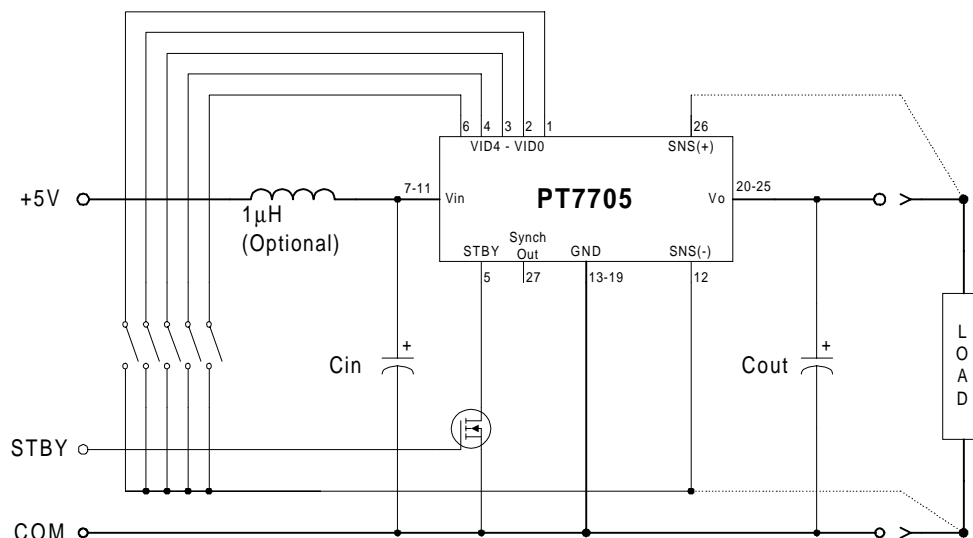 6 4 3 2 1
26
VID4 - VID0
SNS(+)
+5V
7-11
Vin
PT7705
Vo
20-25
1µH
(Optional)
STBY
Synch
Out
GND
SNS(-)
5
27
13-19
12
+
Cin
+
Cout
L
O
A
D
STBY
COM